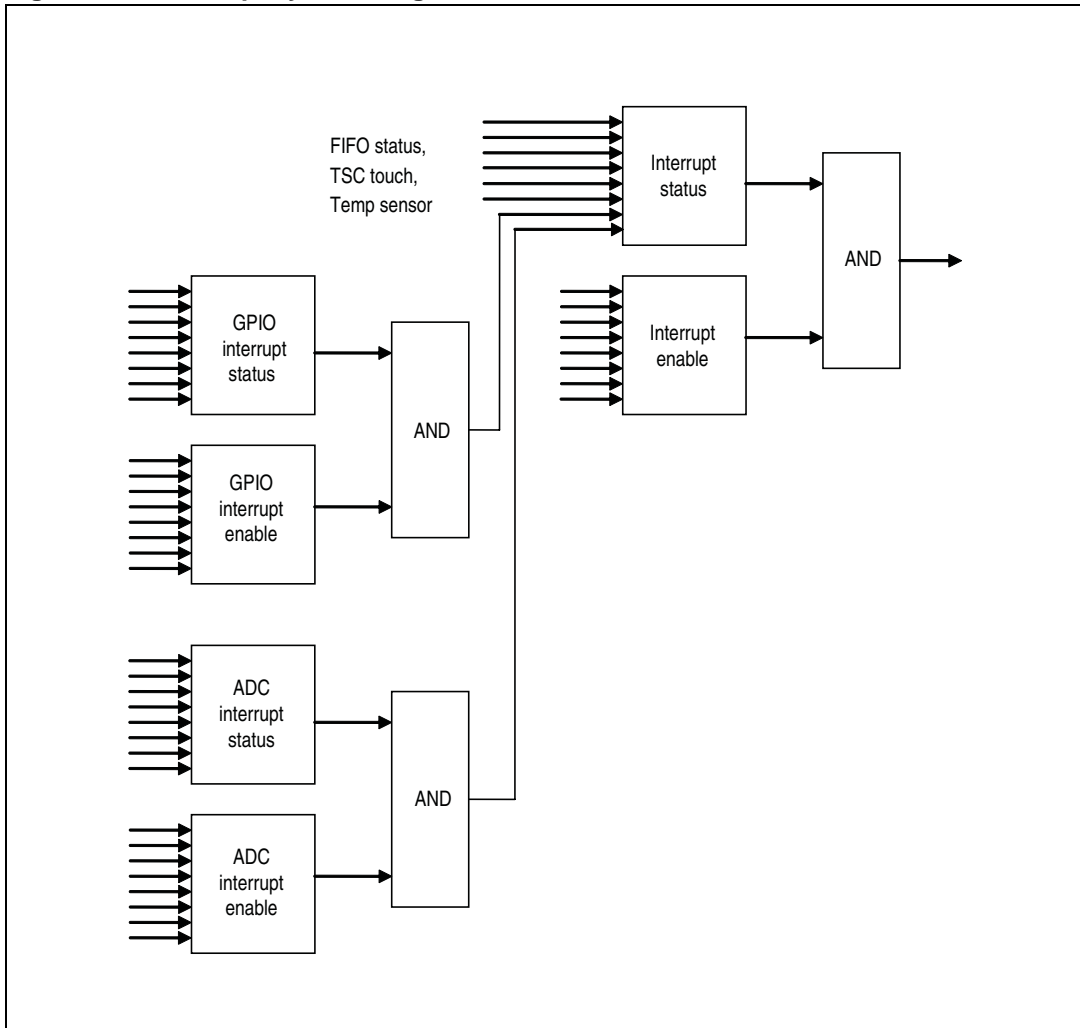 FIFO status,
TSC touch,
Temp sensor
Interrupt
status
AND
Interrupt
enable
GPIO
interrupt
status
AND
GPIO
interrupt
enable
ADC
interrupt
status
AND
ADC
interrupt
enable